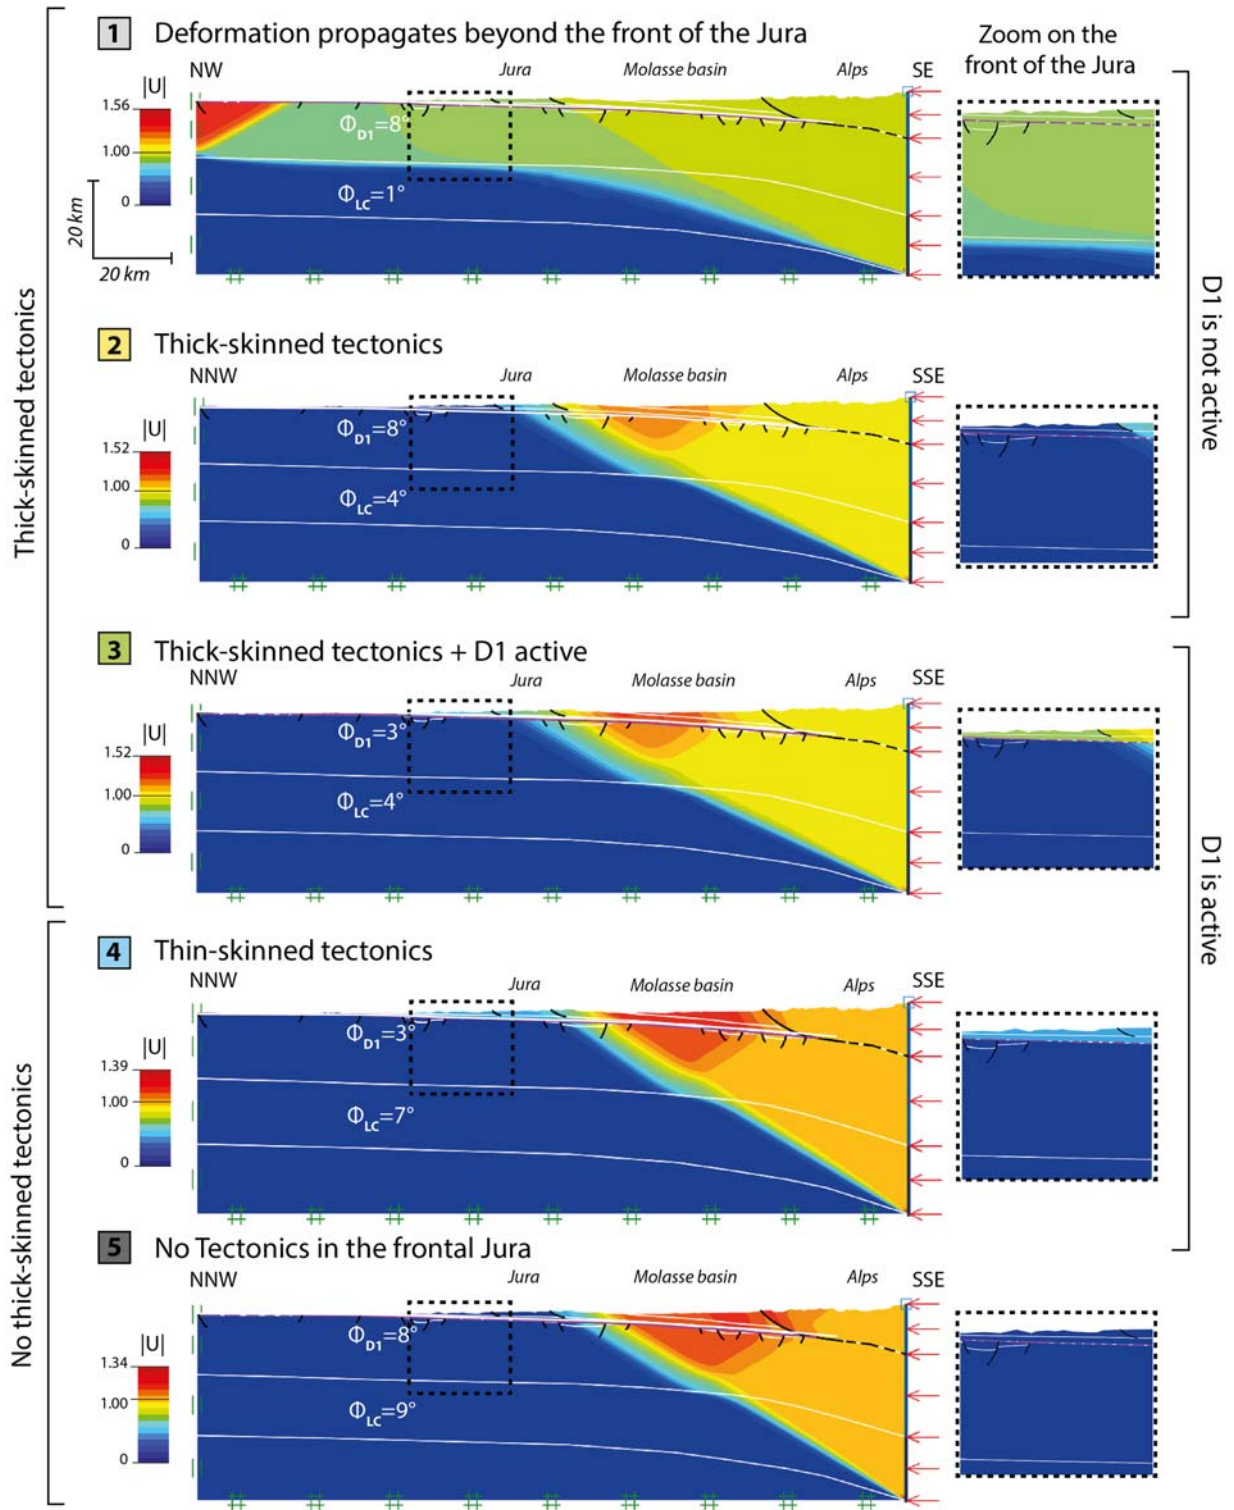 1 Deformation propagates beyond the front of the Jura
Zoom on the
front of the Jura
NW Jura Molasse basin Alps SE
|U|
1.56
1.00
0
ΦD1=8°
ΦLC=1°
20 km
20 km
2 Thick-skinned tectonics
NNW Jura Molasse basin Alps SSE
|U|
1.52
1.00
0
ΦD1=8°
ΦLC=4°
D1 is not active
Thick-skinned tectonics
3 Thick-skinned tectonics + D1 active
NNW Jura Molasse basin Alps SSE
|U|
1.52
1.00
0
ΦD1=3°
ΦLC=4°
4 Thin-skinned tectonics
NNW Jura Molasse basin Alps SSE
|U|
1.39
1.00
0
ΦD1=3°
ΦLC=7°
D1 is active
5 No Tectonics in the frontal Jura
NNW Jura Molasse basin Alps SSE
|U|
1.34
1.00
0
ΦD1=8°
ΦLC=9°
No thick-skinned tectonics